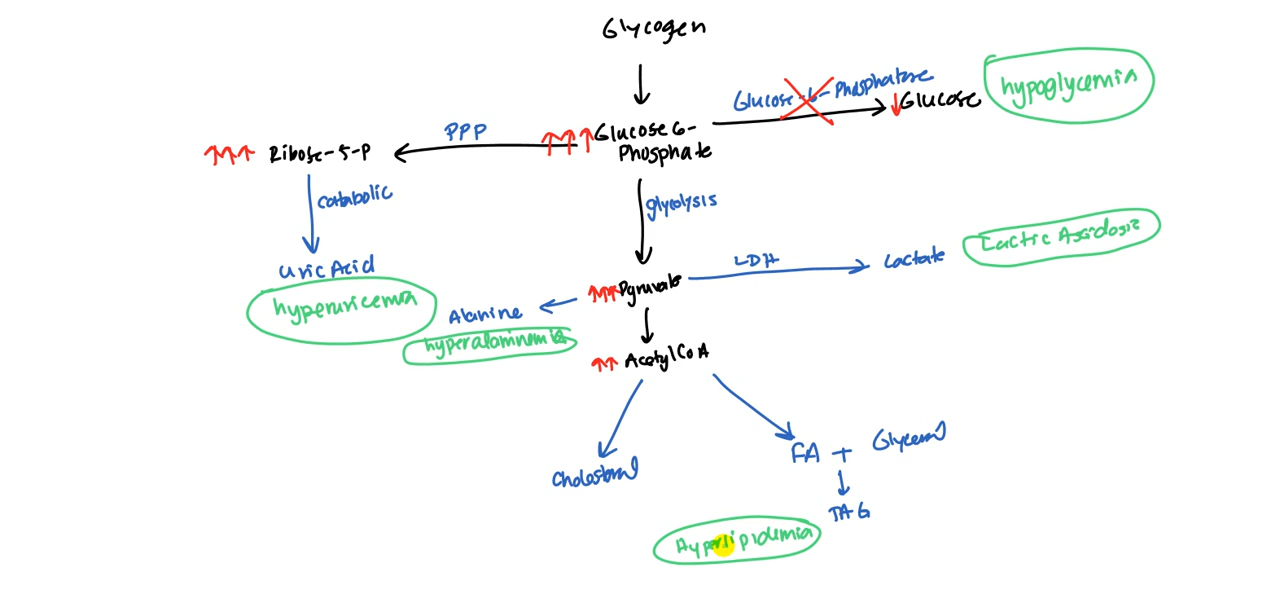 Glycogen
Glucose-6-Phosphatase
Glucose
hypoglycemia
PPP
Glucose 6-
Phosphate
Ribose-5-P
catabolic
glycolysis
Uric Acid
hyperuricemia
LDH
Lactate
Lactic Assidosis
Pyruvate
Alanine
hyperalaninemia
Acetyl CoA
Cholesterol
FA + Glycerol
TAG
Hyperlipidemia